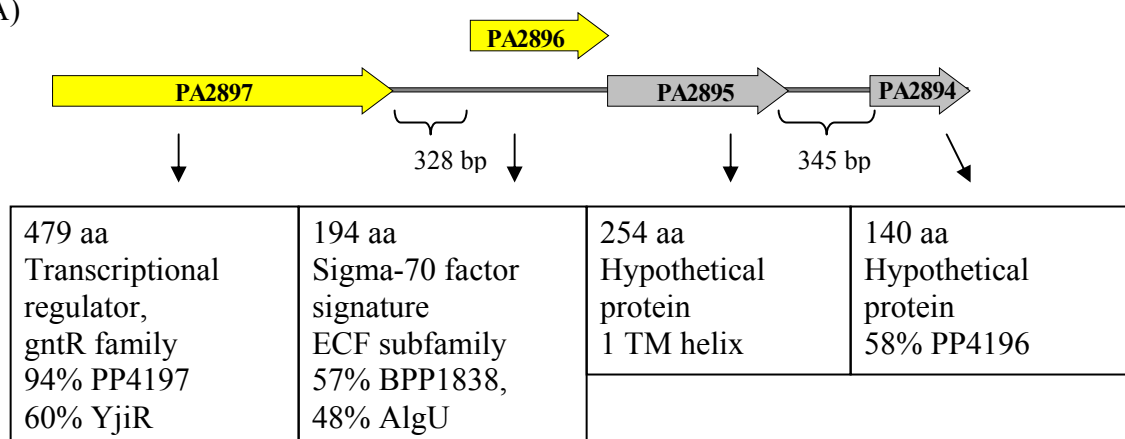 A)
PA2896
PA2897
PA2895
PA2894
328 bp
345 bp
479 aa
Transcriptional
regulator,
gntR family
94% PP4197
60% YjiR
194 aa
Sigma-70 factor
signature
ECF subfamily
57% BPP1838,
48% AlgU
254 aa
Hypothetical
protein
1 TM helix
140 aa
Hypothetical
protein
58% PP4196